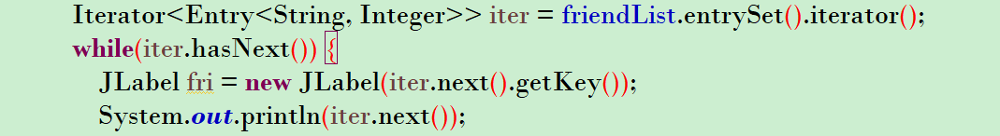 Iterator<Entry<String, Integer>> iter = friendList.entrySet().iterator();
while(iter.hasNext()) {
JLabel fri = new JLabel(iter.next().getKey());
System.out.println(iter.next());